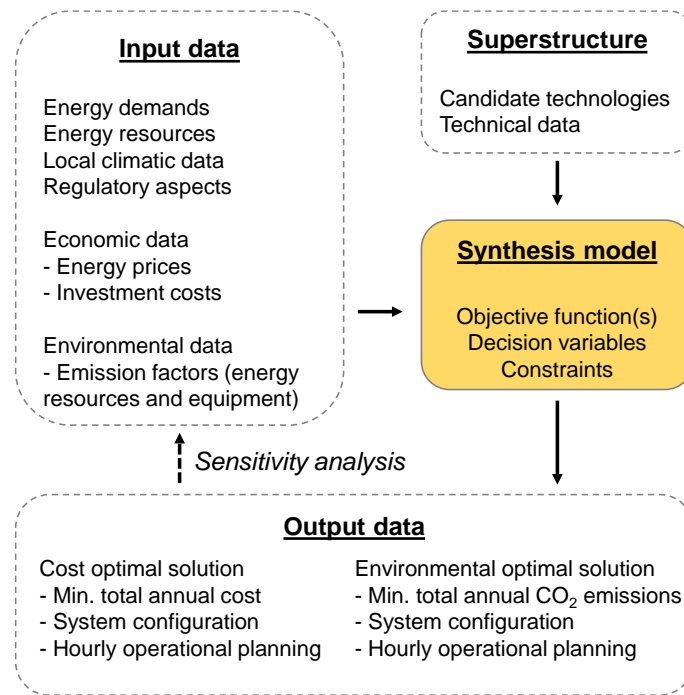 Input data
Energy demands
Energy resources
Local climatic data
Regulatory aspects
Economic data
- Energy prices
- Investment costs
Environmental data
- Emission factors (energy
resources and equipment)
Superstructure
Candidate technologies
Technical data
Synthesis model
Objective function(s)
Decision variables
Constraints
Sensitivity analysis
Output data
Cost optimal solution
- Min. total annual cost
- System configuration
- Hourly operational planning
Environmental optimal solution
- Min. total annual CO₂ emissions
- System configuration
- Hourly operational planning